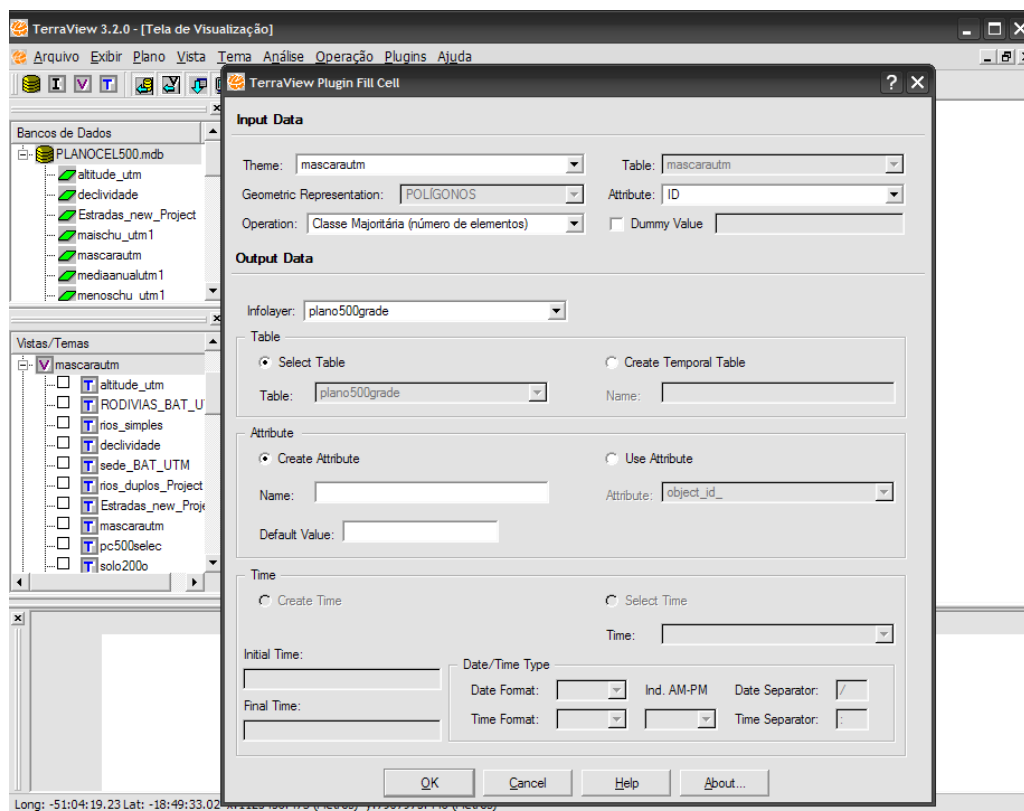 TerraView 3.2.0 - [Tela de Visualização]
Arquivo Exibir Plano Vista Tema Análise Operação Plugins Ajuda
I V T
Bancos de Dados
PLANOCEL500.mdb
altitude_utm
declividade
Estradas_new_Project
maischu_utm1
mascarautm
mediaanualutm1
menoschu_utm1
Vistas/Temas
V mascarautm
T altitude_utm
T RODIVIAS_BAT_U
T rios_simples
T declividade
T sede_BAT_UTM
T rios_duplos_Project
T Estradas_new_Proje
T mascarautm
T pc500selec
T solo200o
TerraView Plugin Fill Cell
Input Data
Theme: mascarautm Table: mascarautm
Geometric Representation: POLÍGONOS Attribute: ID
Operation: Classe Majoritária (número de elementos) Dummy Value
Output Data
Infolayer: plano500grade
Table
Select Table Create Temporal Table
Table: plano500grade Name:
Attribute
Create Attribute Use Attribute
Name: Attribute: object_id_
Default Value:
Time
Create Time Select Time
Time:
Initial Time:
Date/Time Type
Date Format: Ind. AM-PM Date Separator: /
Final Time:
Time Format: Time Separator: :
OK Cancel Help About...
Long: -51:04:19.23 Lat: -18:49:33.02